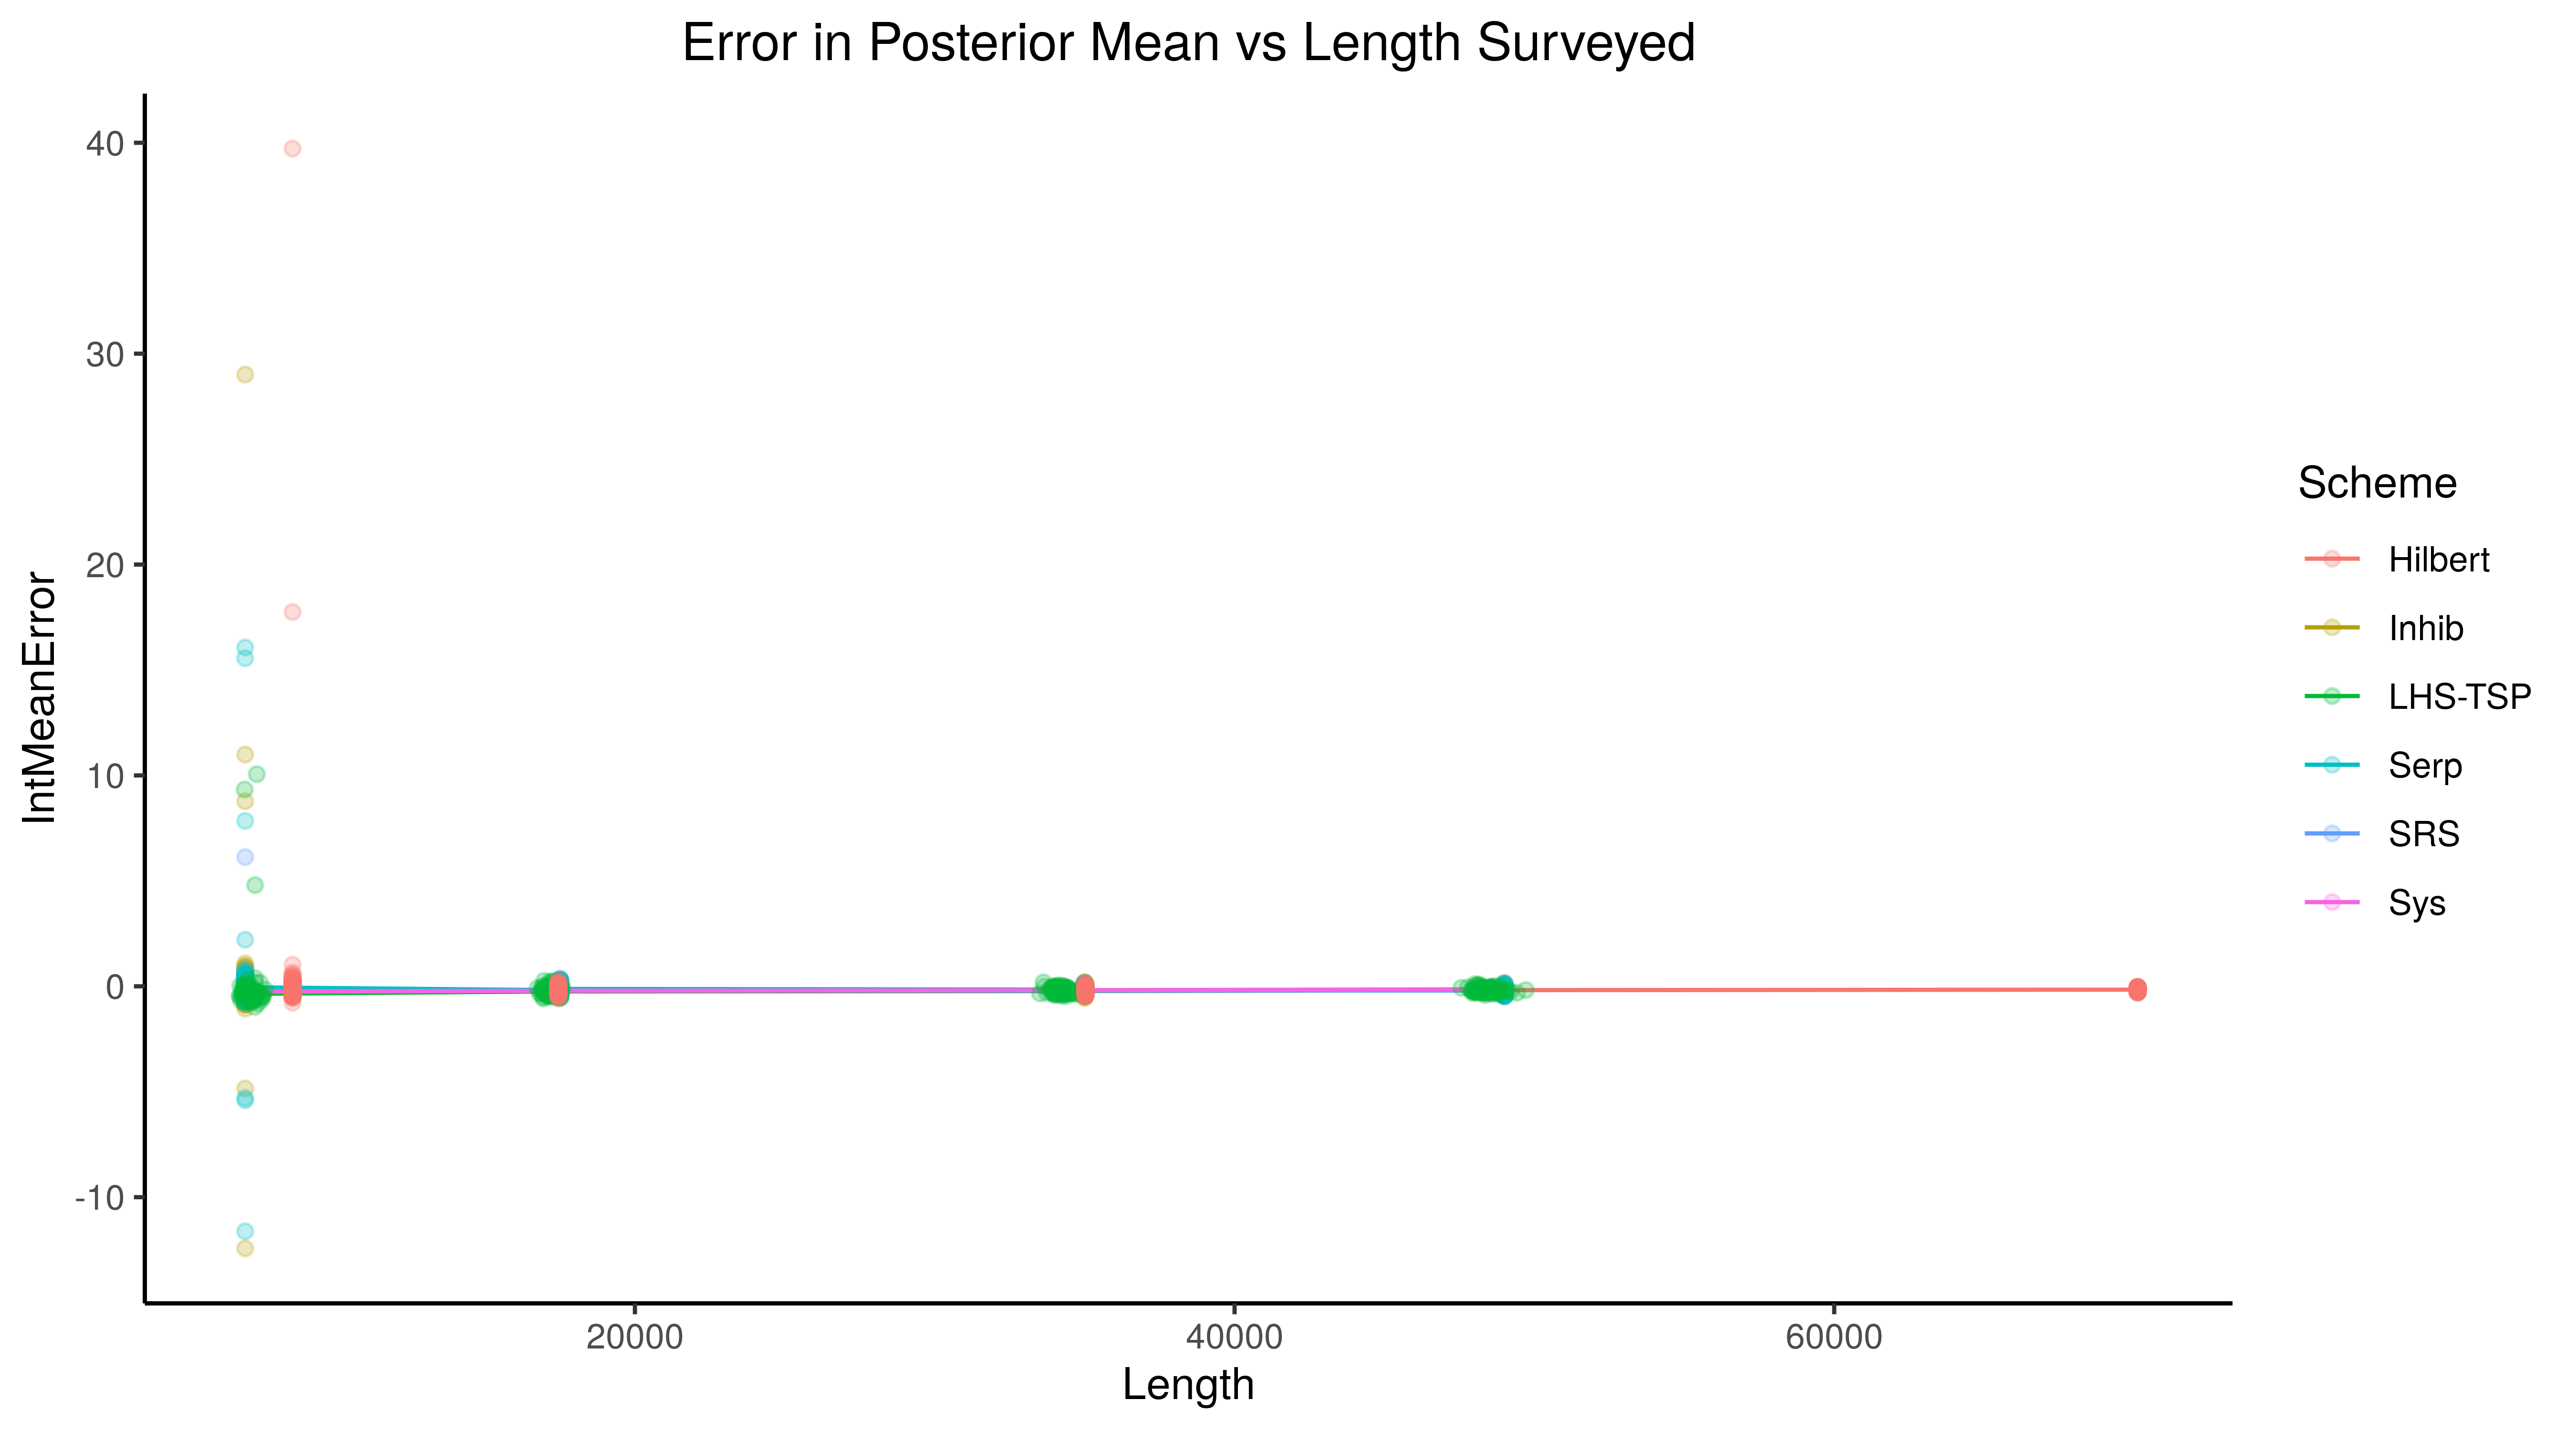 Error in Posterior Mean vs Length Surveyed
IntMeanError
40
30
20
10
0
-10
20000
40000
60000
Length
Scheme
Hilbert
Inhib
LHS-TSP
Serp
SRS
Sys